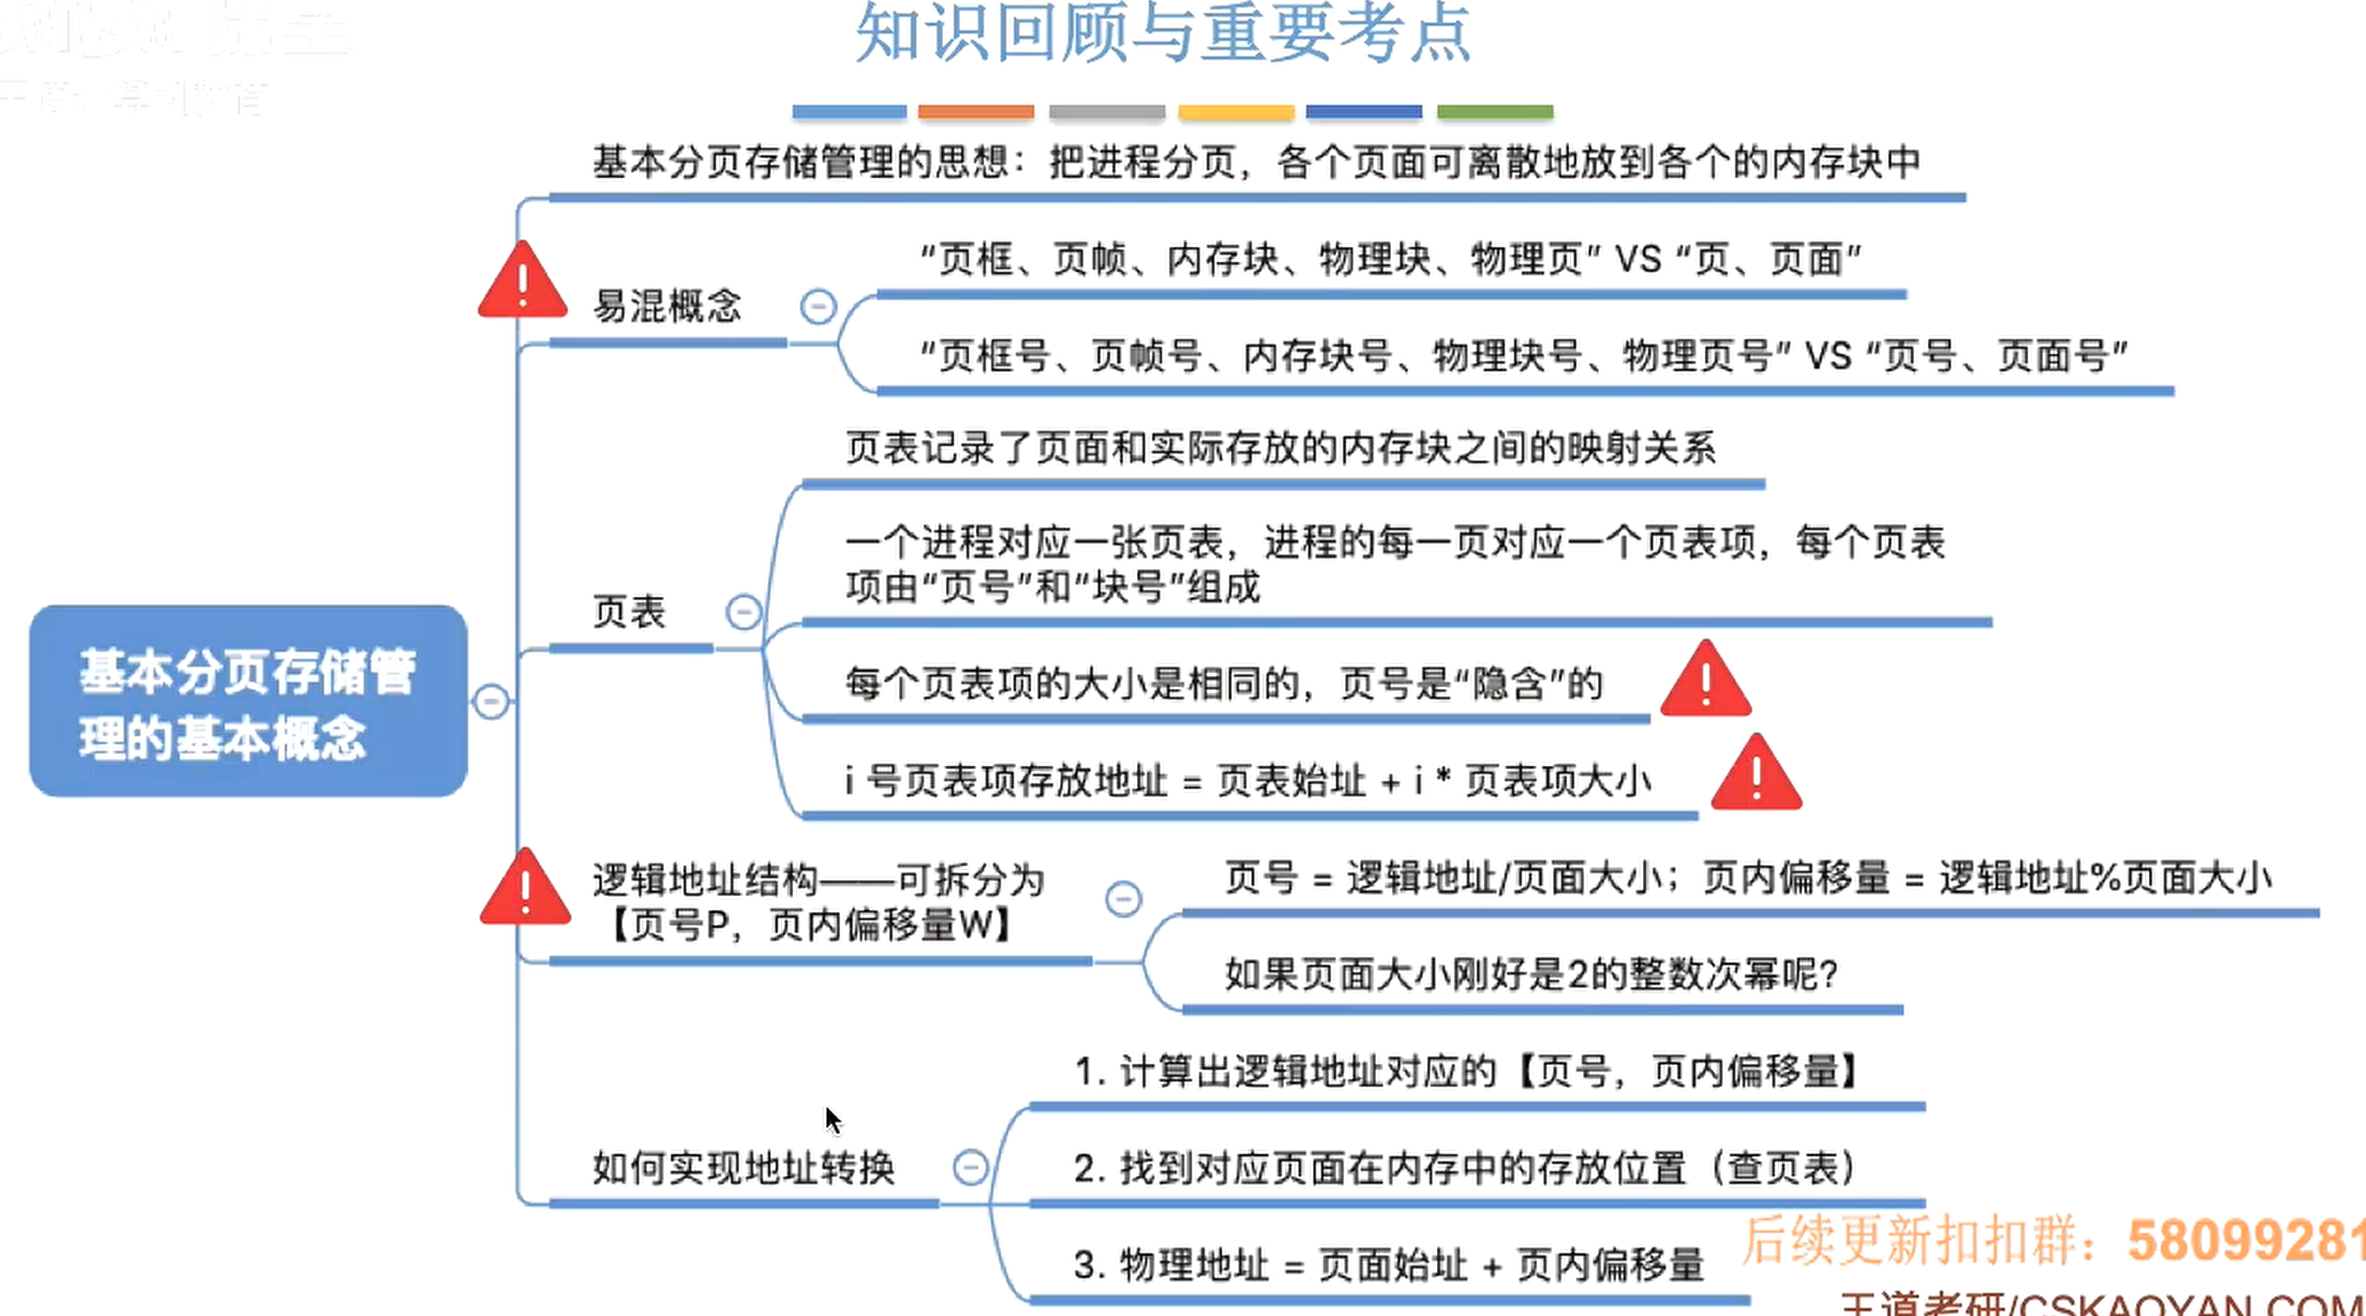 知识回顾与重要考点
基本分页存储管理的思想：把进程分页，各个页面可离散地放到各个的内存块中
“页框、页帧、内存块、物理块、物理页” VS “页、页面”
易混概念
“页框号、页帧号、内存块号、物理块号、物理页号” VS “页号、页面号”
页表记录了页面和实际存放的内存块之间的映射关系
一个进程对应一张页表，进程的每一页对应一个页表项，每个页表
项由“页号”和“块号”组成
页表
每个页表项的大小是相同的，页号是“隐含”的
i 号页表项存放地址 = 页表始址 + i * 页表项大小
基本分页存储管
理的基本概念
逻辑地址结构——可拆分为
【页号P，页内偏移量W】
页号 = 逻辑地址/页面大小；页内偏移量 = 逻辑地址%页面大小
如果页面大小刚好是2的整数次幂呢？
1. 计算出逻辑地址对应的【页号，页内偏移量】
如何实现地址转换
2. 找到对应页面在内存中的存放位置（查页表）
3. 物理地址 = 页面始址 + 页内偏移量
后续更新扣扣群：58099281
王道考研/CSKAOYAN.COM